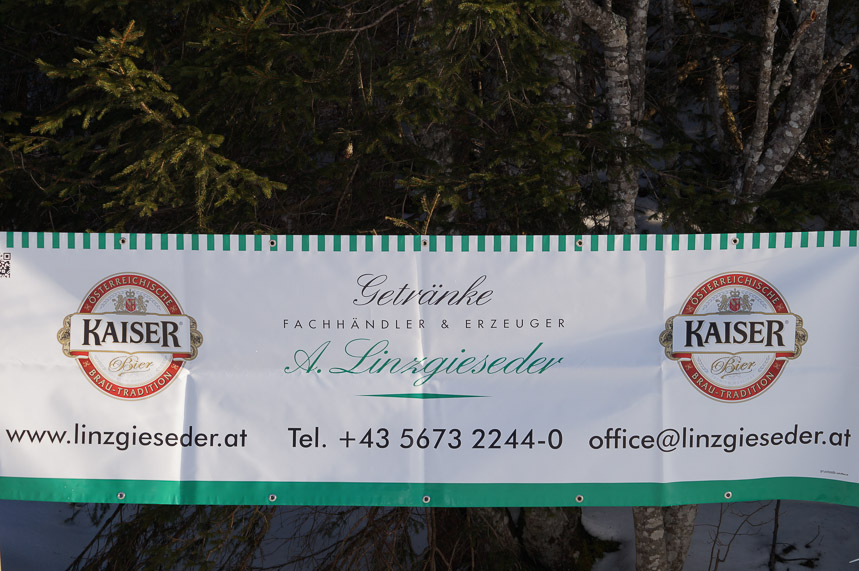 ÖSTERREICHISCHE
KAISER
Bier
BRAU-TRADITION
Getränke
FACHHÄNDLER & ERZEUGER
A. Linzgieseder
ÖSTERREICHISCHE
KAISER
Bier
BRAU-TRADITION
www.linzgieseder.at
Tel. +43 5673 2244-0
office@linzgieseder.at